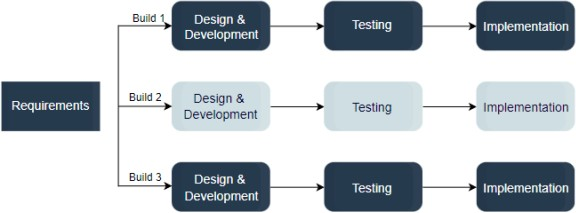 Build 1
Design &
Development
Testing
Implementation
Requirements
Build 2
Design &
Development
Testing
Implementation
Build 3
Design &
Development
Testing
Implementation